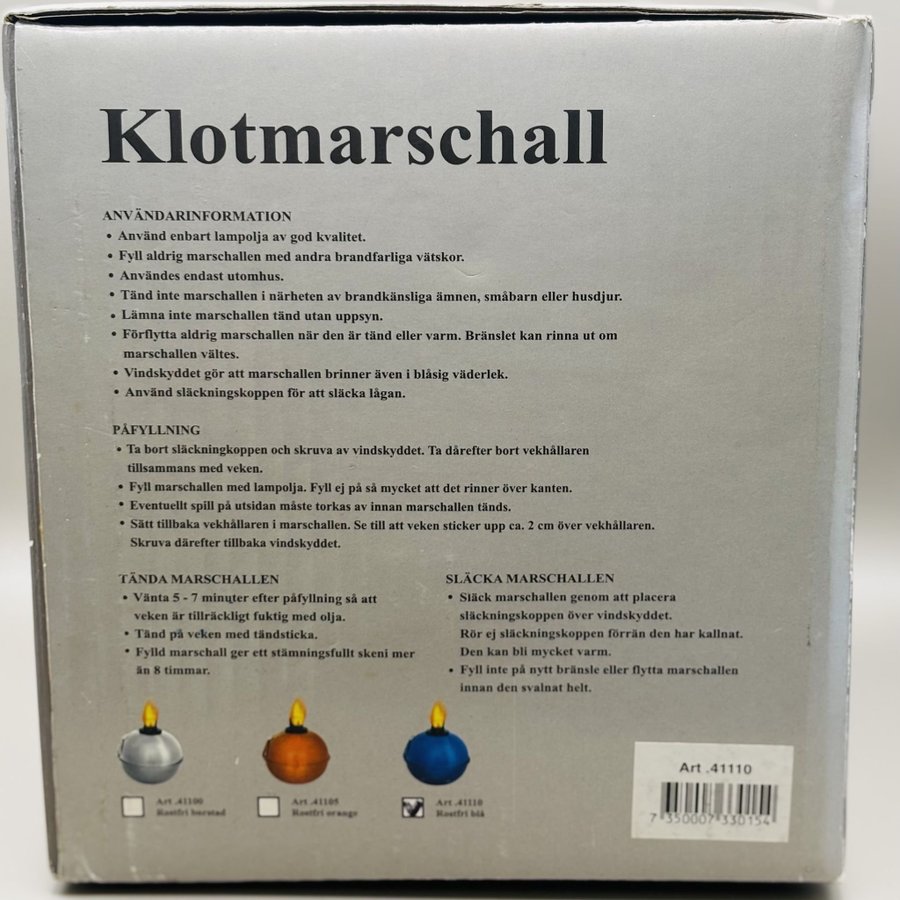 Klotmarschall
ANVÄNDARINFORMATION
• Använd enbart lampolja av god kvalitet.
• Fyll aldrig marschallen med andra brandfarliga vätskor.
• Användes endast utomhus.
• Tänd inte marschallen i närheten av brandkänsliga ämnen, småbarn eller husdjur.
• Lämna inte marschallen tänd utan uppsyn.
• Förflytta aldrig marschallen när den är tänd eller varm. Bränslet kan rinna ut om
marschallen vältes.
• Vindskyddet gör att marschallen brinner även i blåsig väderlek.
• Använd släckningskoppen för att släcka lågan.
PÅFYLLNING
• Ta bort släckningkoppen och skruva av vindskyddet. Ta dårefter bort vekhållaren
tillsammans med veken.
• Fyll marschallen med lampolja. Fyll ej på så mycket att det rinner över kanten.
• Eventuellt spill på utsidan måste torkas av innan marschallen tänds.
• Sätt tillbaka vekhållaren i marschallen. Se till att veken sticker upp ca. 2 cm över vekhållaren.
Skruva därefter tillbaka vindskyddet.
TÄNDA MARSCHALLEN
• Vänta 5 - 7 minuter efter påfyllning så att
veken är tillräckligt fuktig med olja.
• Tänd på veken med tändsticka.
• Fylld marschall ger ett stämningsfullt skeni mer
än 8 timmar.
SLÄCKA MARSCHALLEN
• Släck marschallen genom att placera
släckningskoppen över vindskyddet.
Rör ej släckningskoppen förrän den har kallnat.
Den kan bli mycket varm.
• Fyll inte på nytt bränsle eller flytta marschallen
innan den svalnat helt.
Art .41100
Rostfri borstad
Art .41105
Rostfri orange
Art .41110
Rostfri blå
Art .41110
7 350007 330154